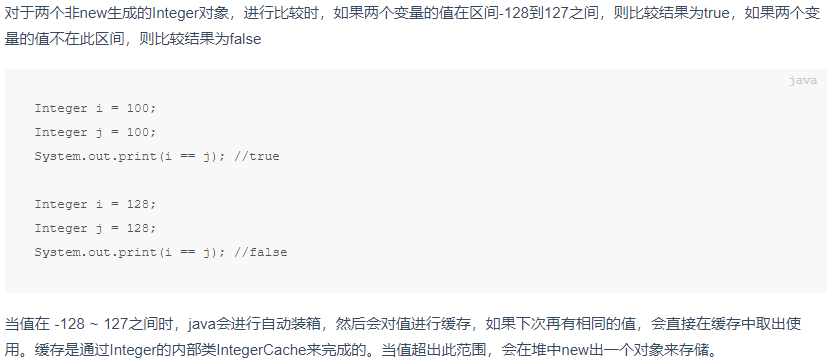 对于两个非new生成的Integer对象，进行比较时，如果两个变量的值在区间-128到127之间，则比较结果为true，如果两个变
量的值不在此区间，则比较结果为false
java
Integer i = 100;
Integer j = 100;
System.out.print(i == j); //true
Integer i = 128;
Integer j = 128;
System.out.print(i == j); //false
当值在 -128 ~ 127之间时，java会进行自动装箱，然后会对值进行缓存，如果下次再有相同的值，会直接在缓存中取出使
用。缓存是通过Integer的内部类IntegerCache来完成的。当值超出此范围，会在堆中new出一个对象来存储。